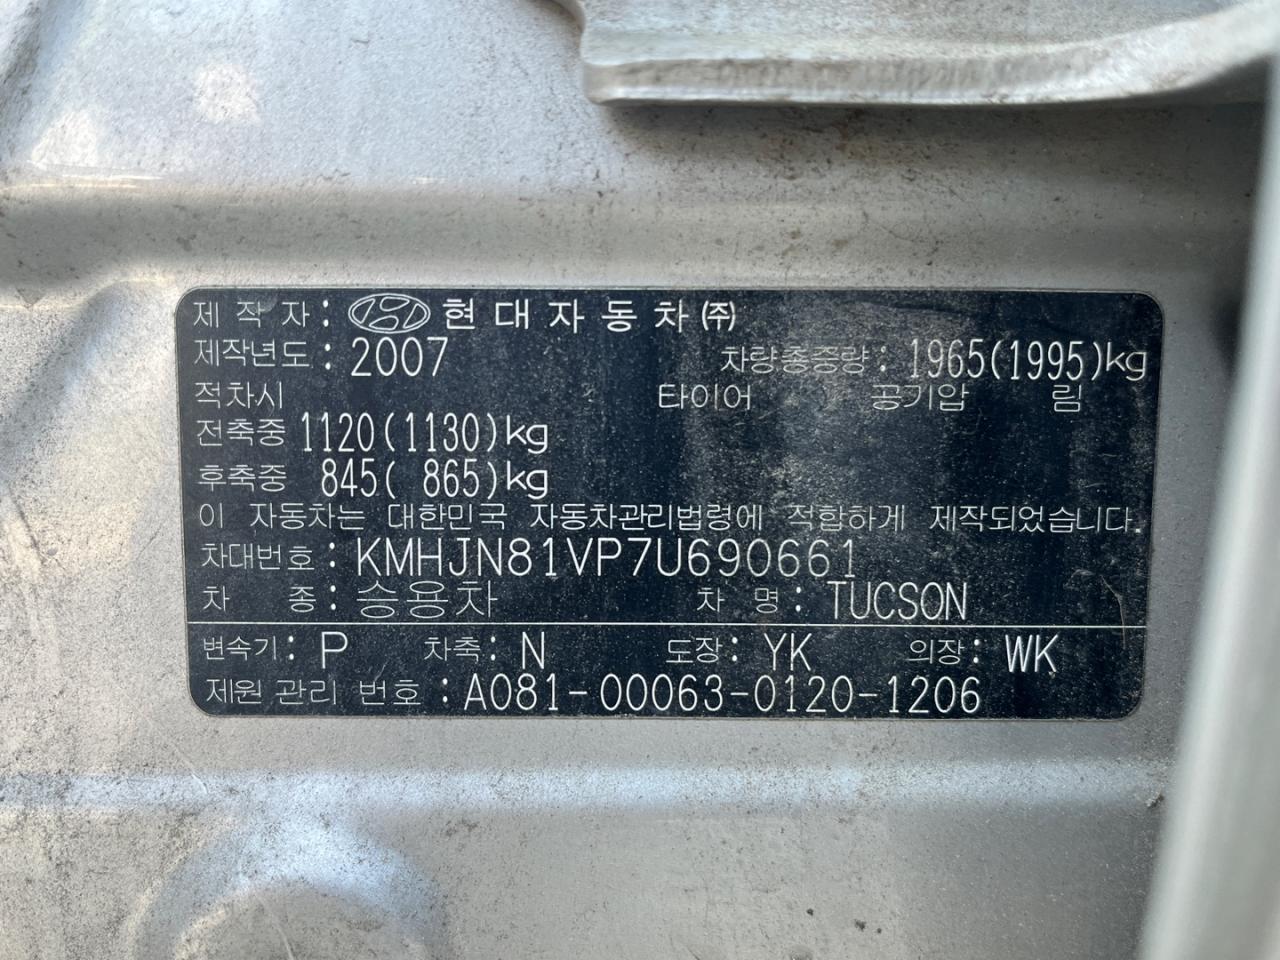 제 작 자 : 현 대 자 동 차 ㈜
제작년도 : 2007 차량총중량 : 1965(1995)kg
적차시 타이어 공기압 림
전축중 1120(1130)kg
후축중 845( 865)kg
이 자동차는 대한민국 자동차관리법령에 적합하게 제작되었습니다.
차대번호 : KMHJN81VP7U690661
차 종 : 승용차 차 명 : TUCSON
변속기 : P 차축 : N 도장 : YK 의장 : WK
제원 관리 번호 : A081-00063-0120-1206